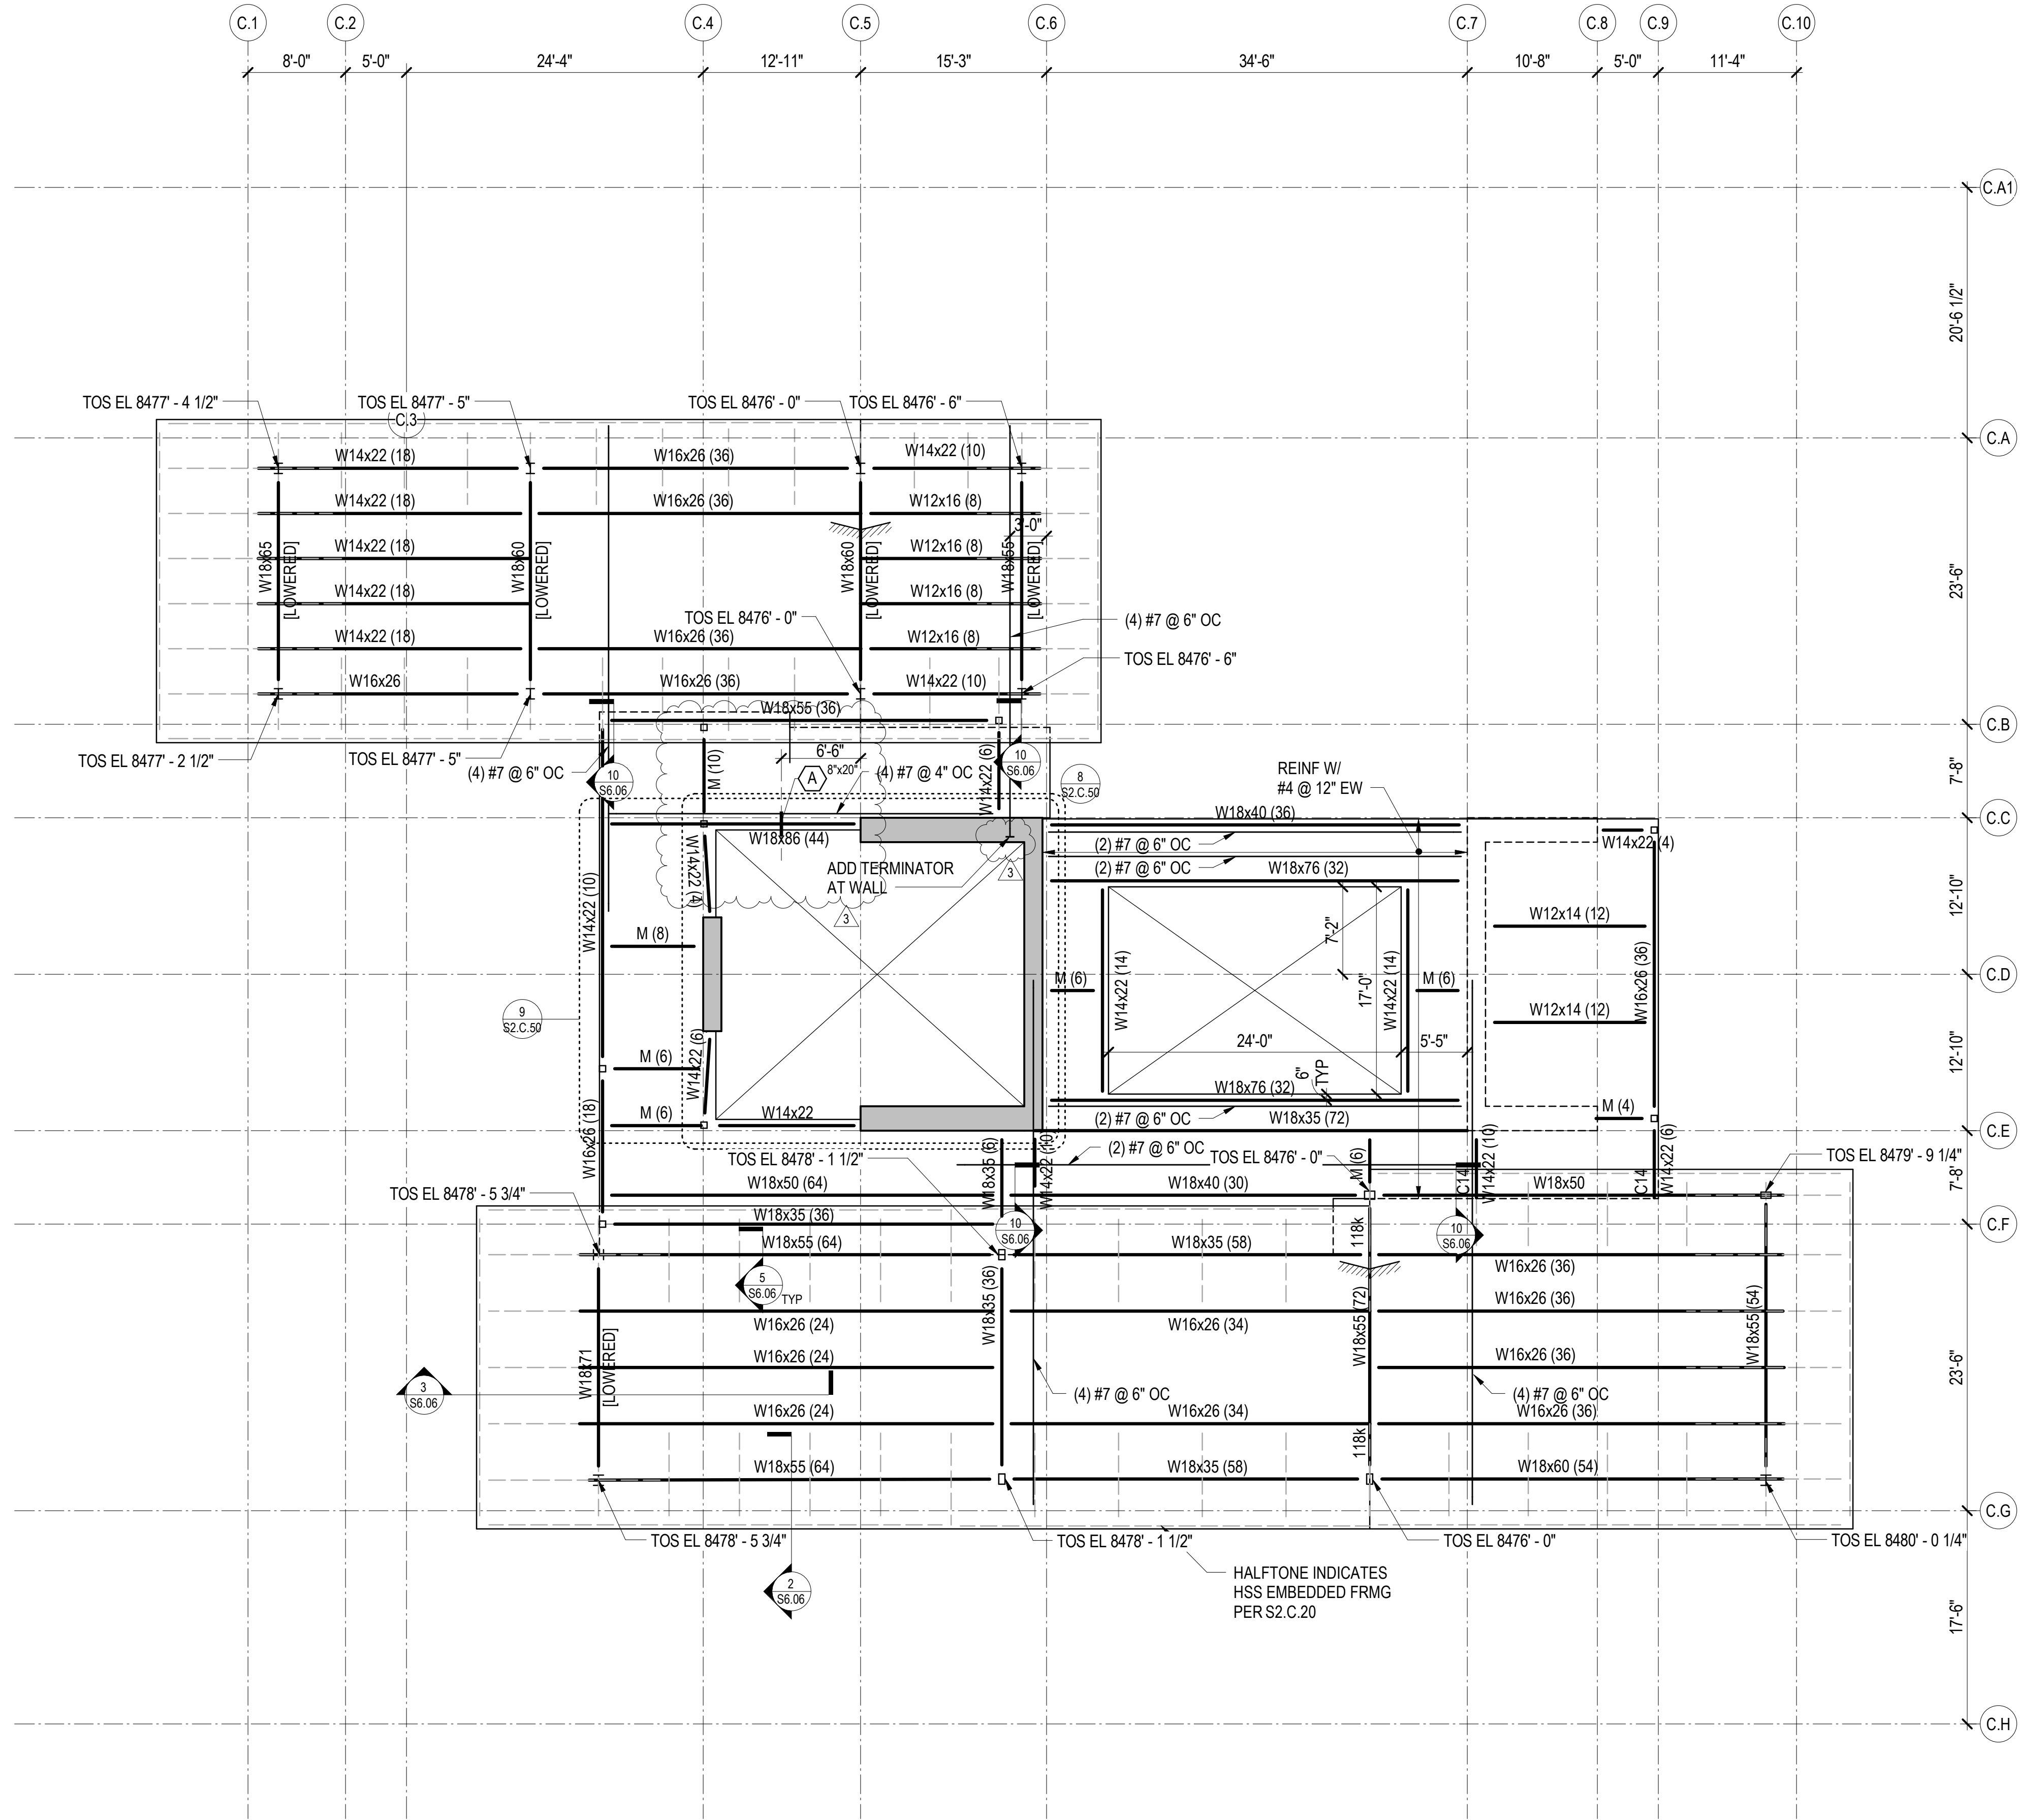 C.1
C.2
C.4
C.5
C.6
C.7
C.8
C.9
C.10
8'-0"
5'-0"
24'-4"
12'-11"
15'-3"
34'-6"
10'-8"
5'-0"
11'-4"
C.A1
20'-6 1/2"
TOS EL 8477' - 4 1/2"
TOS EL 8477' - 5"
TOS EL 8476' - 0"
TOS EL 8476' - 6"
C.3
C.A
W14x22 (18)
W16x26 (36)
W14x22 (10)
W14x22 (18)
W16x26 (36)
W12x16 (8)
3'-0"
W14x22 (18)
W12x16 (8)
W18x65
[LOWERED]
W18x60
[LOWERED]
W18x60
[LOWERED]
W18x55
[LOWERED]
23'-6"
W14x22 (18)
W12x16 (8)
TOS EL 8476' - 0"
(4) #7 @ 6" OC
W14x22 (18)
W16x26 (36)
W12x16 (8)
TOS EL 8476' - 6"
W16x26
W16x26 (36)
W14x22 (10)
W18x55 (36)
C.B
TOS EL 8477' - 2 1/2"
TOS EL 8477' - 5"
(4) #7 @ 6" OC
10
S6.06
M (10)
6'-6"
A
8"x20"
(4) #7 @ 4" OC
W14x22 (6)
10
S6.06
8
S2.C.50
REINF W/
#4 @ 12" EW
7'-8"
C.C
W18x86 (44)
W18x40 (36)
(2) #7 @ 6" OC
(2) #7 @ 6" OC
W14x22 (4)
W14x22 (4)
ADD TERMINATOR
AT WALL
3
3
W18x76 (32)
W14x22 (10)
M (8)
7'-2"
W12x14 (12)
12'-10"
C.D
9
S2.C.50
M (6)
W14x22 (14)
17'-0"
W14x22 (14)
M (6)
W16x26 (36)
W12x14 (12)
24'-0"
5'-5"
M (6)
W14x22 (6)
12'-10"
W18x76 (32)
6"
TYP
M (6)
W14x22
(2) #7 @ 6" OC
W18x35 (72)
M (4)
C.E
W16x26 (18)
TOS EL 8478' - 1 1/2"
W18x35 (6)
W14x22 (10)
(2) #7 @ 6" OC
TOS EL 8476' - 0"
M (6)
C14
W14x22 (10)
C14
W14x22 (6)
TOS EL 8479' - 9 1/4"
7'-8"
TOS EL 8478' - 5 3/4"
W18x50 (64)
W18x40 (30)
W18x50
W18x35 (36)
10
S6.06
118k
10
S6.06
C.F
W18x55 (64)
W18x35 (58)
W16x26 (36)
5
S6.06
TYP
W16x26 (24)
W18x35 (36)
W16x26 (34)
W18x55 (72)
W16x26 (36)
W18x55 (54)
W18x71
[LOWERED]
W16x26 (24)
W16x26 (36)
23'-6"
3
S6.06
(4) #7 @ 6" OC
(4) #7 @ 6" OC
W16x26 (24)
W16x26 (34)
W16x26 (36)
118k
W18x55 (64)
W18x35 (58)
W18x60 (54)
C.G
TOS EL 8478' - 5 3/4"
TOS EL 8478' - 1 1/2"
TOS EL 8476' - 0"
TOS EL 8480' - 0 1/4"
2
S6.06
HALFTONE INDICATES
HSS EMBEDDED FRMG
PER S2.C.20
17'-6"
C.H